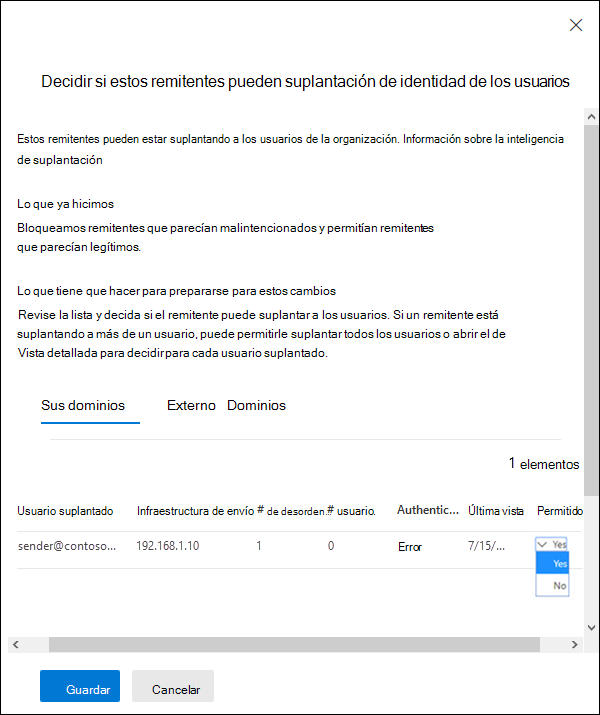 Decidir si estos remitentes pueden suplantación de identidad de los usuarios
Estos remitentes pueden estar suplantando a los usuarios de la organización. Información sobre la inteligencia
de suplantación
Lo que ya hicimos
Bloqueamos remitentes que parecían malintencionados y permitían remitentes
que parecían legítimos.
Lo que tiene que hacer para prepararse para estos cambios
Revise la lista y decida si el remitente puede suplantar a los usuarios. Si un remitente está
suplantando a más de un usuario, puede permitirle suplantar todos los usuarios o abrir el de
Vista detallada para decidir para cada usuario suplantado.
Sus dominios Externo Dominios
1 elementos
Usuario suplantado Infraestructura de envío # de desorden. # usuario. Authentic... Última vista Permitido
sender@contoso... 192.168.1.10 1 0 Error 7/15/... Yes
Yes
No
Guardar Cancelar